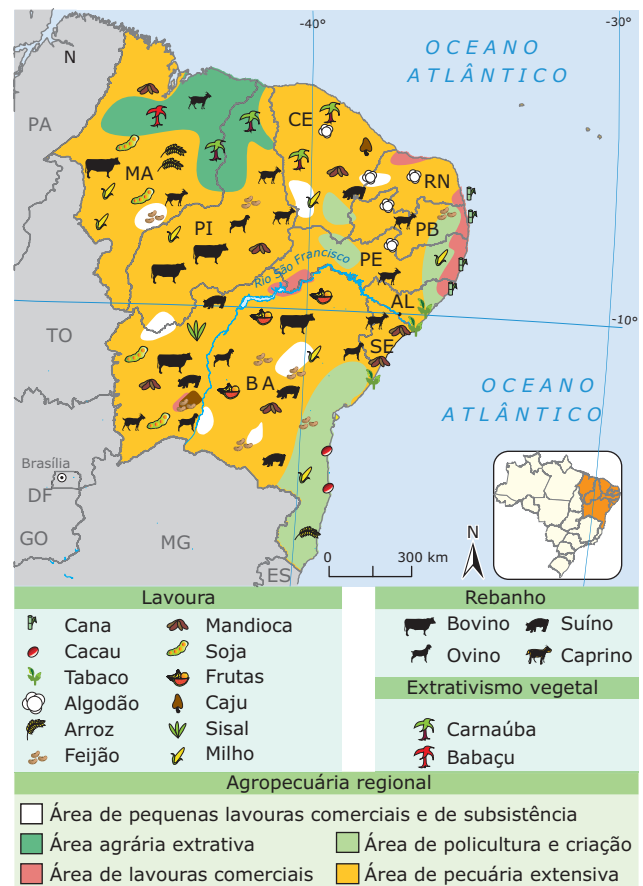 -40°
-30°
N
OCEANO
ATLÂNTICO
PA
CE
MA
RN
PI
PB
PE
Rio São Francisco
AL
TO
-10°
SE
BA
OCEANO
ATLÂNTICO
Brasília
DF
GO
MG
N
0 300 km
ES
Lavoura
Cana
Mandioca
Cacau
Soja
Tabaco
Frutas
Algodão
Caju
Arroz
Sisal
Feijão
Milho
Rebanho
Bovino
Suíno
Ovino
Caprino
Extrativismo vegetal
Carnaúba
Babaçu
Agropecuária regional
Área de pequenas lavouras comerciais e de subsistência
Área agrária extrativa
Área de policultura e criação
Área de lavouras comerciais
Área de pecuária extensiva